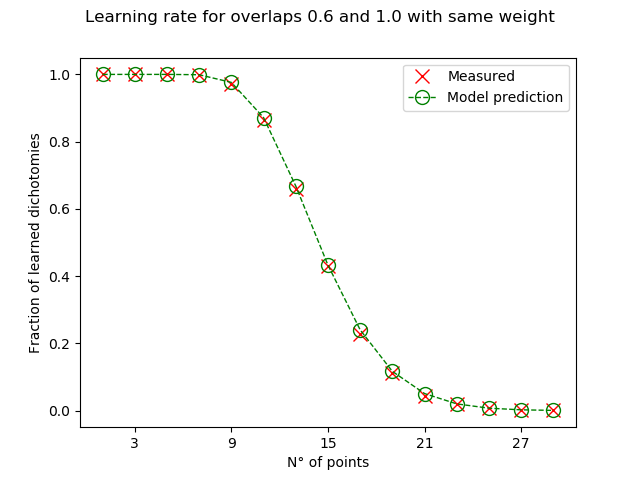 Learning rate for overlaps 0.6 and 1.0 with same weight
Measured
Model prediction
Fraction of learned dichotomies
1.0
0.8
0.6
0.4
0.2
0.0
3 9 15 21 27
N° of points